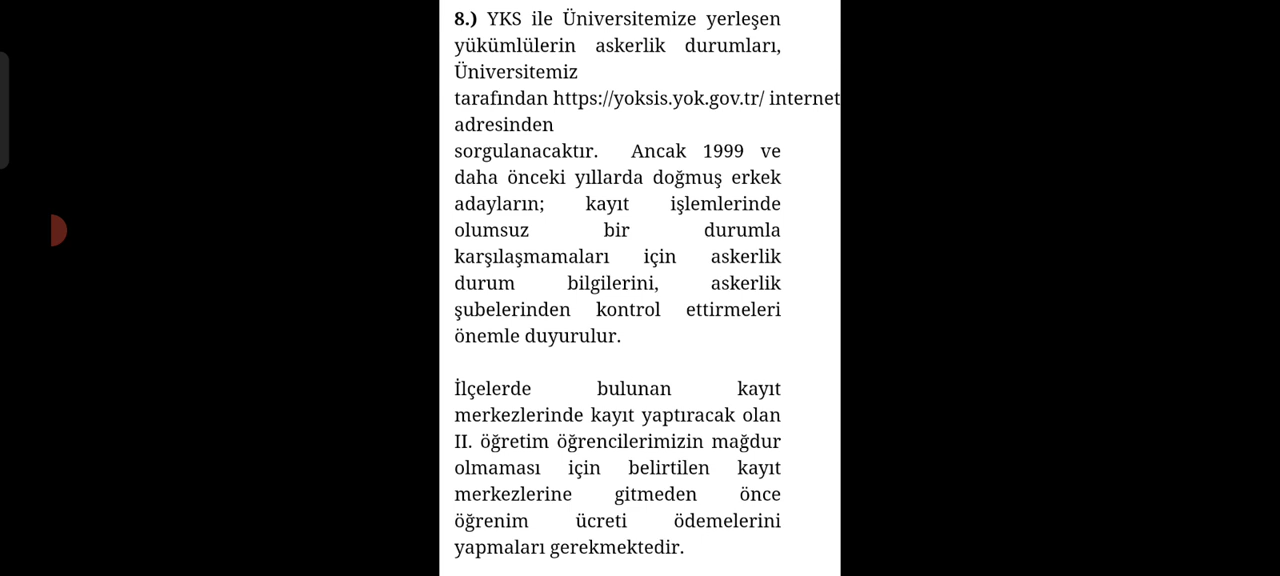 8.) YKS ile Üniversitemize yerleşen
yükümlülerin askerlik durumları,
Üniversitemiz
tarafından https://yoksis.yok.gov.tr/ internet
adresinden
sorgulanacaktır. Ancak 1999 ve
daha önceki yıllarda doğmuş erkek
adayların; kayıt işlemlerinde
olumsuz bir durumla
karşılaşmamaları için askerlik
durum bilgilerini, askerlik
şubelerinden kontrol ettirmeleri
önemle duyurulur.
İlçelerde bulunan kayıt
merkezlerinde kayıt yaptıracak olan
II. öğretim öğrencilerimizin mağdur
olmaması için belirtilen kayıt
merkezlerine gitmeden önce
öğrenim ücreti ödemelerini
yapmaları gerekmektedir.